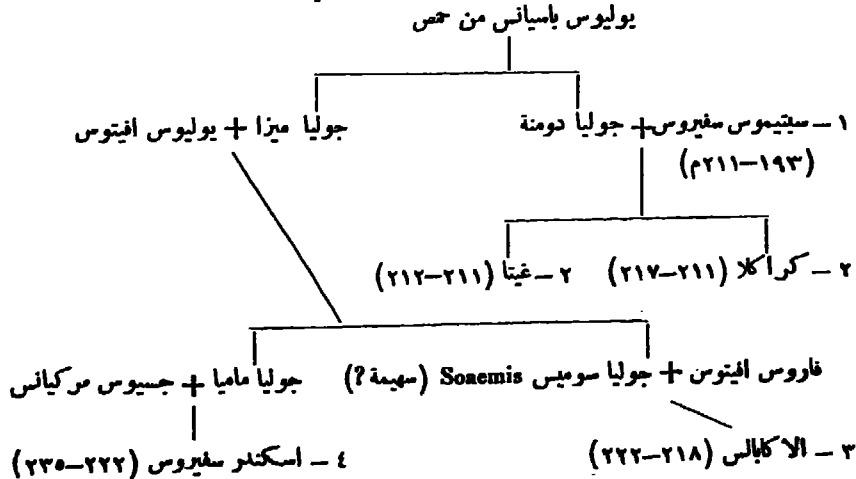 يوليوس باسيانس من حمص
١ – سبتيموس سفيروس + جوليا دومنة جوليا ميزا + يوليوس افيتوس
(١٩٣–٢١١م)
٢ – كراكلا (٢١١–٢١٧) ٢ – غيتا (٢١١–٢١٢)
فاروس افيتوس + جوليا سوميس Soaemis (سهيمة ?) جوليا ماميا + جسيوس مركيانس
٣ – الاكابالس (٢١٨–٢٢٢) ٤ – اسكندر سفيروس (٢٢٢–٢٣٥)